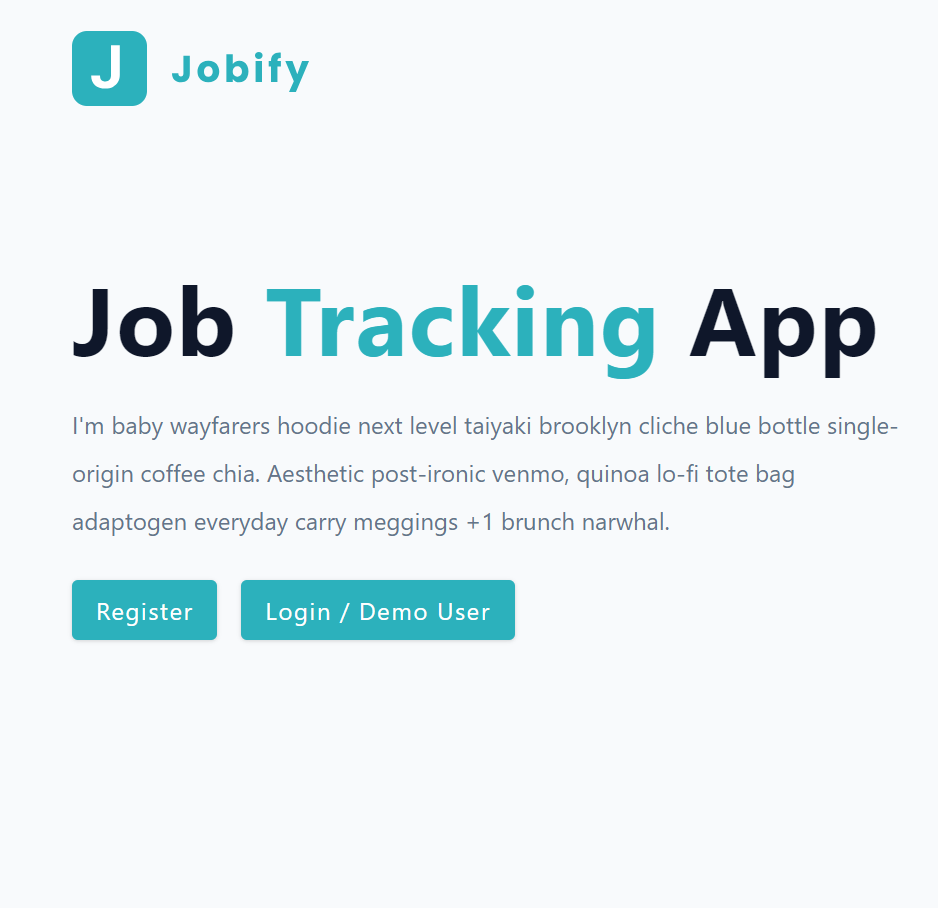 J Jobify
Job Tracking App
I'm baby wayfarers hoodie next level taiyaki brooklyn cliche blue bottle single-
origin coffee chia. Aesthetic post-ironic venmo, quinoa lo-fi tote bag
adaptogen everyday carry meggings +1 brunch narwhal.
Register Login / Demo User